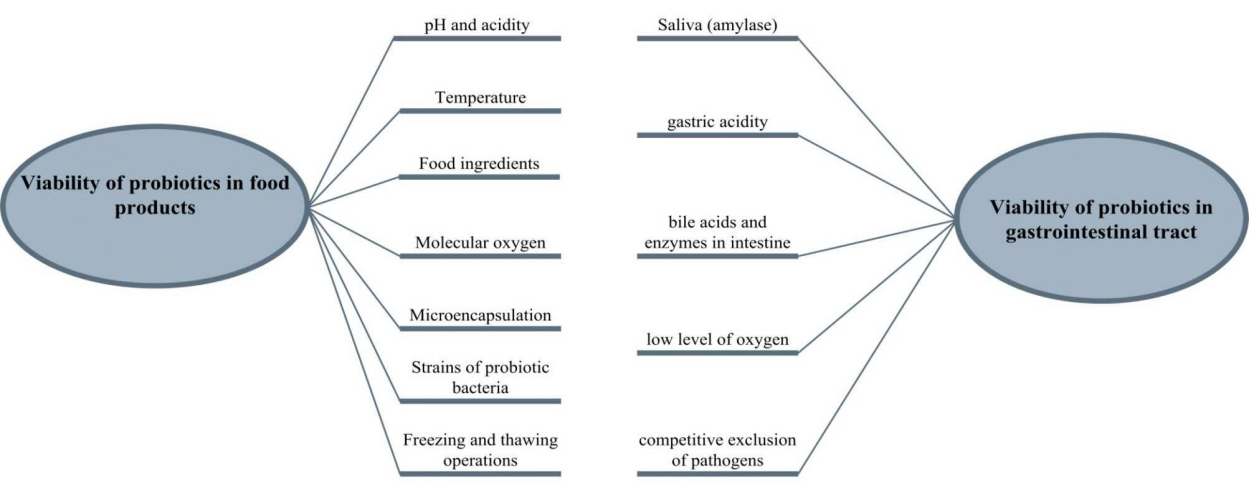 Viability of probiotics in food
products
pH and acidity
Temperature
Food ingredients
Molecular oxygen
Microencapsulation
Strains of probiotic
bacteria
Freezing and thawing
operations
Saliva (amylase)
gastric acidity
bile acids and
enzymes in intestine
low level of oxygen
competitive exclusion
of pathogens
Viability of probiotics in
gastrointestinal tract